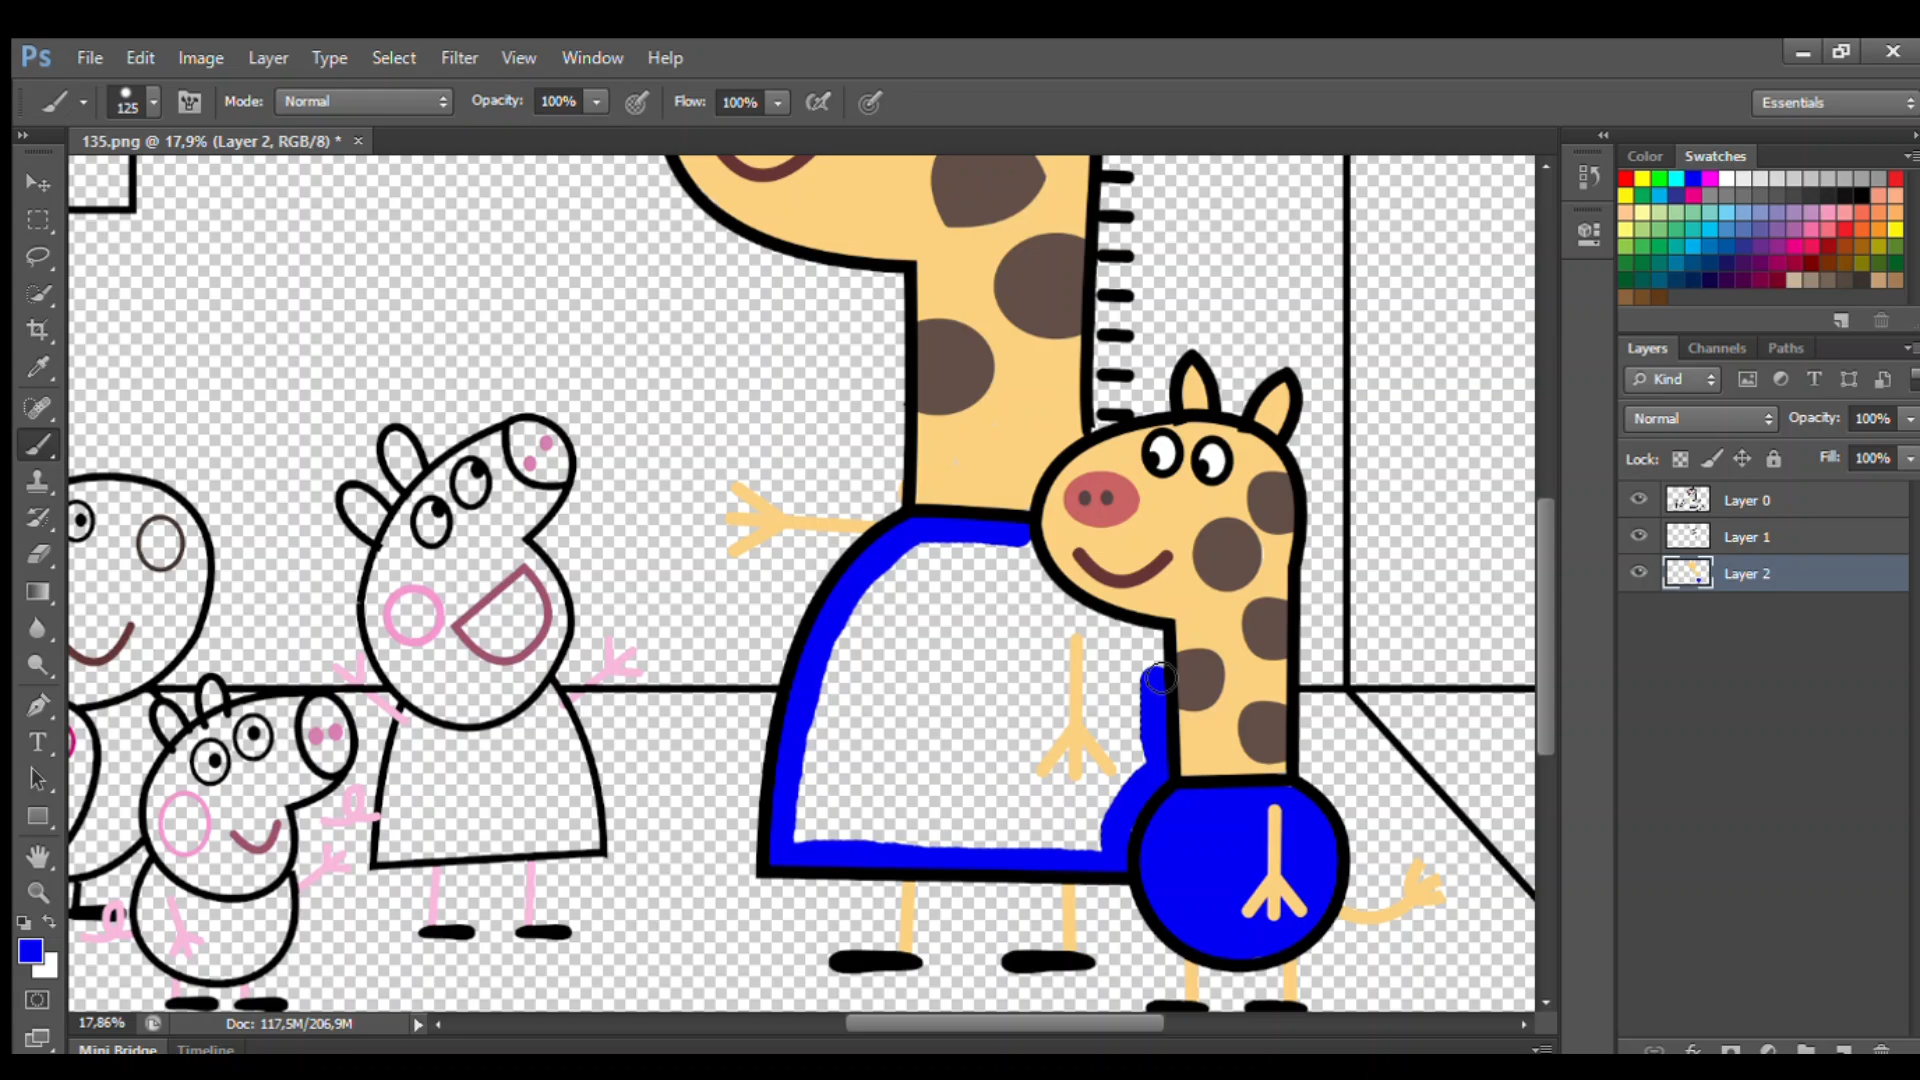 Ps File Edit Image Layer Type Select Filter View Window Help
125 Mode: Normal Opacity: 100% Flow: 100% Essentials
135.png @ 17,9% (Layer 2, RGB/8) * ×
Color Swatches
Layers Channels Paths
Kind
Normal Opacity: 100%
Lock: Fill: 100%
Layer 0
Layer 1
Layer 2
17,86% Doc: 117,5M/206,9M
Mini Bridge Timeline